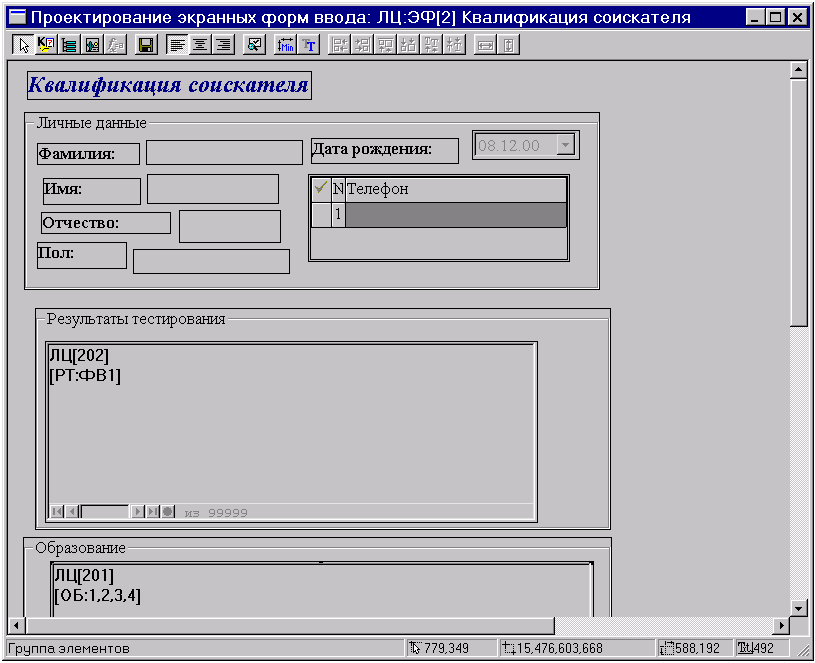 Проектирование экранных форм ввода: ЛЦ:ЭФ[2] Квалификация соискателя
Квалификация соискателя
Личные данные
Фамилия:
Дата рождения:
08.12.00
Имя:
N Телефон
1
Отчество:
Пол:
Результаты тестирования
ЛЦ[202]
[РТ:ФВ1]
из 99999
Образование
ЛЦ[201]
[ОБ:1,2,3,4]
Группа элементов
779,349
15,476,603,668
588,192
492